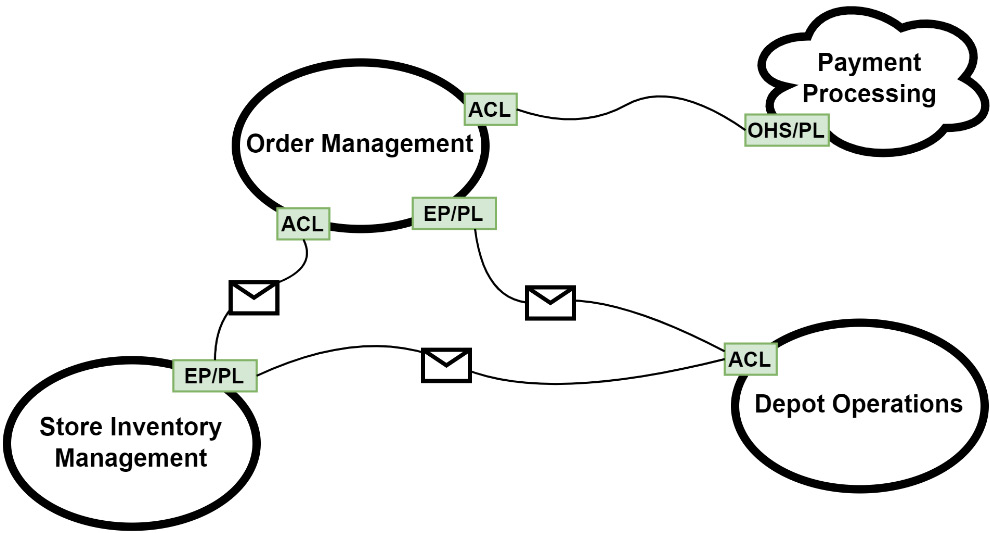 Payment
Processing
ACL
OHS/PL
Order Management
ACL
EP/PL
ACL
EP/PL
Depot Operations
Store Inventory
Management